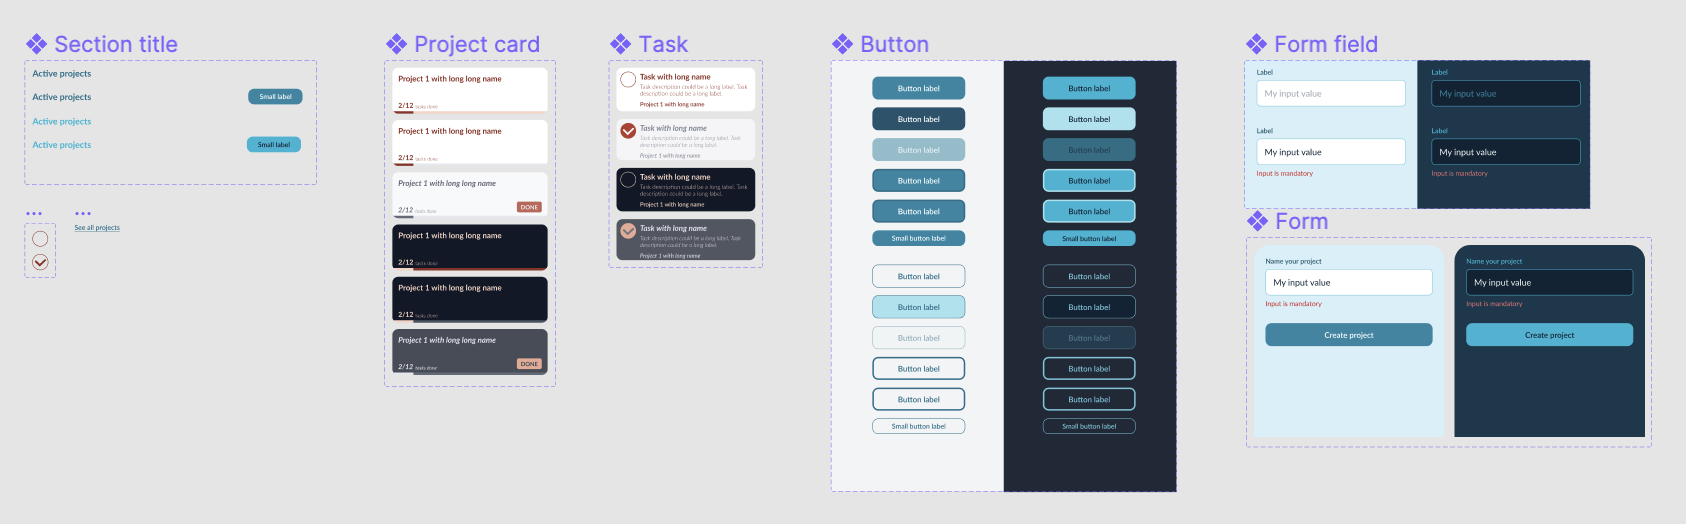 Section title
Active projects
Active projects
Small label
Active projects
Active projects
Small label
...
...
See all projects
Project card
Project 1 with long long name
2/12 tasks done
Project 1 with long long name
2/12 tasks done
Project 1 with long long name
2/12 tasks done
DONE
Project 1 with long long name
2/12 tasks done
Project 1 with long long name
2/12 tasks done
Project 1 with long long name
2/12 tasks done
DONE
Task
Task with long name
Task description could be a long label. Task
description could be a long label.
Project 1 with long name
Task with long name
Task description could be a long label. Task
description could be a long label.
Project 1 with long name
Task with long name
Task description could be a long label. Task
description could be a long label.
Project 1 with long name
Task with long name
Task description could be a long label. Task
description could be a long label.
Project 1 with long name
Button
Button label
Button label
Button label
Button label
Button label
Small button label
Button label
Button label
Button label
Button label
Button label
Small button label
Button label
Button label
Button label
Button label
Button label
Small button label
Button label
Button label
Button label
Button label
Button label
Small button label
Form field
Label
My input value
Label
My input value
Input is mandatory
Label
My input value
Label
My input value
Input is mandatory
Form
Name your project
My input value
Input is mandatory
Create project
Name your project
My input value
Input is mandatory
Create project